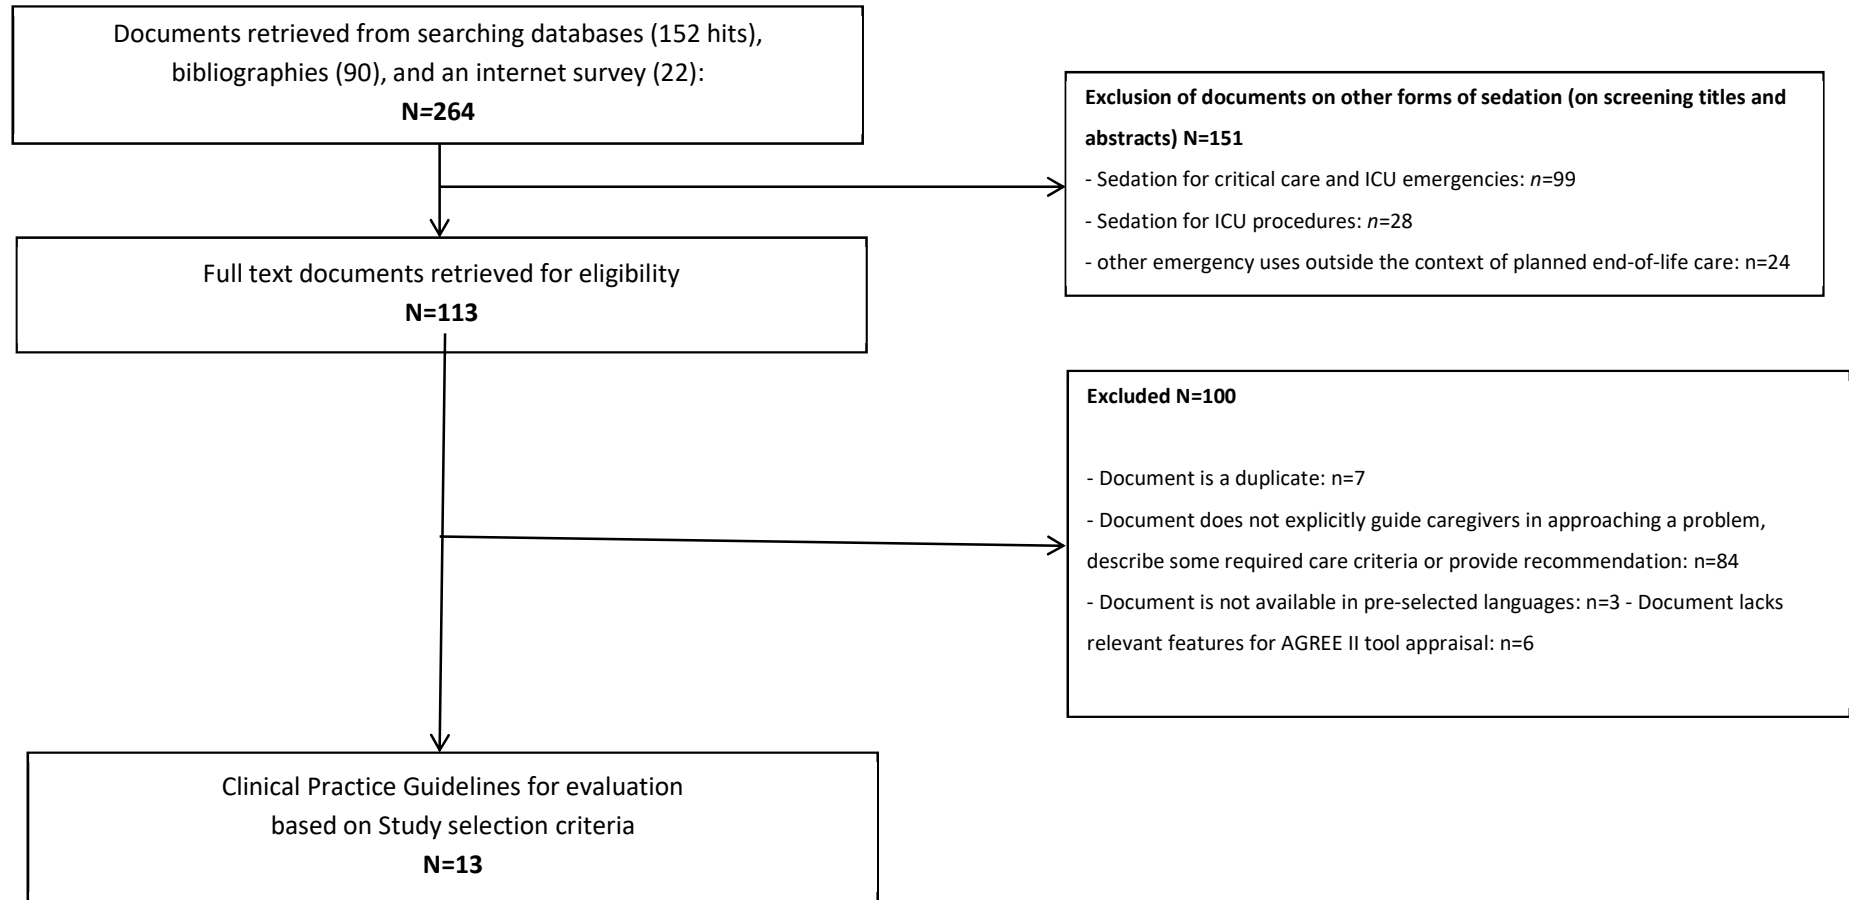 Documents retrieved from searching databases (152 hits),
bibliographies (90), and an internet survey (22):
N=264
Exclusion of documents on other forms of sedation (on screening titles and
abstracts) N=151
- Sedation for critical care and ICU emergencies: n=99
- Sedation for ICU procedures: n=28
- other emergency uses outside the context of planned end-of-life care: n=24
Full text documents retrieved for eligibility
N=113
Excluded N=100
- Document is a duplicate: n=7
- Document does not explicitly guide caregivers in approaching a problem,
describe some required care criteria or provide recommendation: n=84
- Document is not available in pre-selected languages: n=3 - Document lacks
relevant features for AGREE II tool appraisal: n=6
Clinical Practice Guidelines for evaluation
based on Study selection criteria
N=13